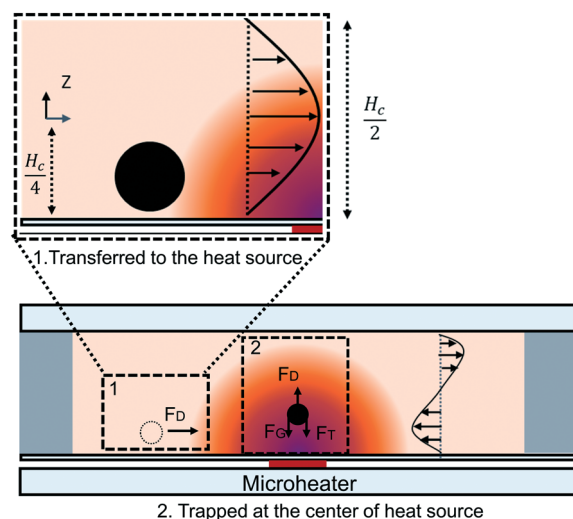 Z
H_c/4
H_c/2
1.Transferred to the heat source
1
2
F_D
F_D
F_G
F_T
Microheater
2. Trapped at the center of heat source